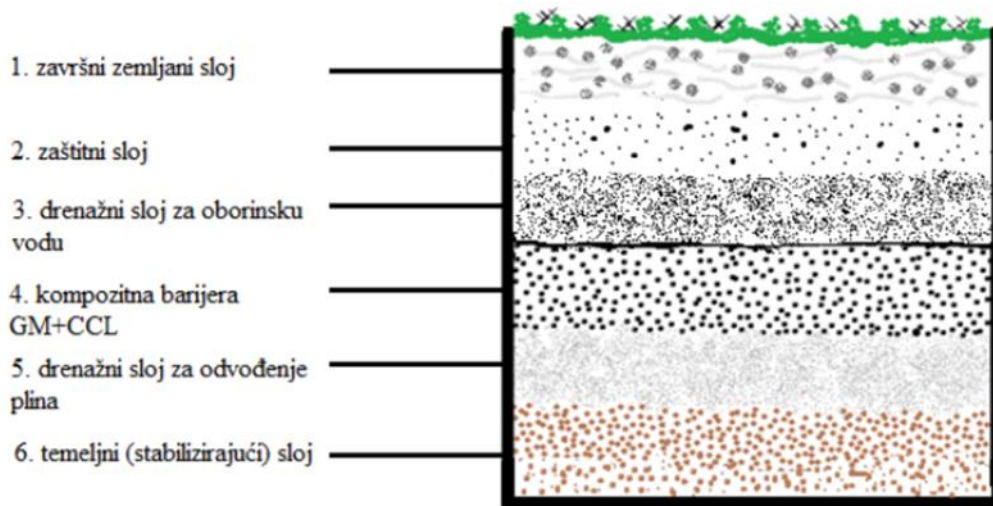 1. završni zemljani sloj
2. zaštitni sloj
3. drenažni sloj za oborinsku
vođu
4. kompozitna barijera
GM+CCL
5. drenažni sloj za odvođenje
plina
6. temeljni (stabilizirajući) sloj